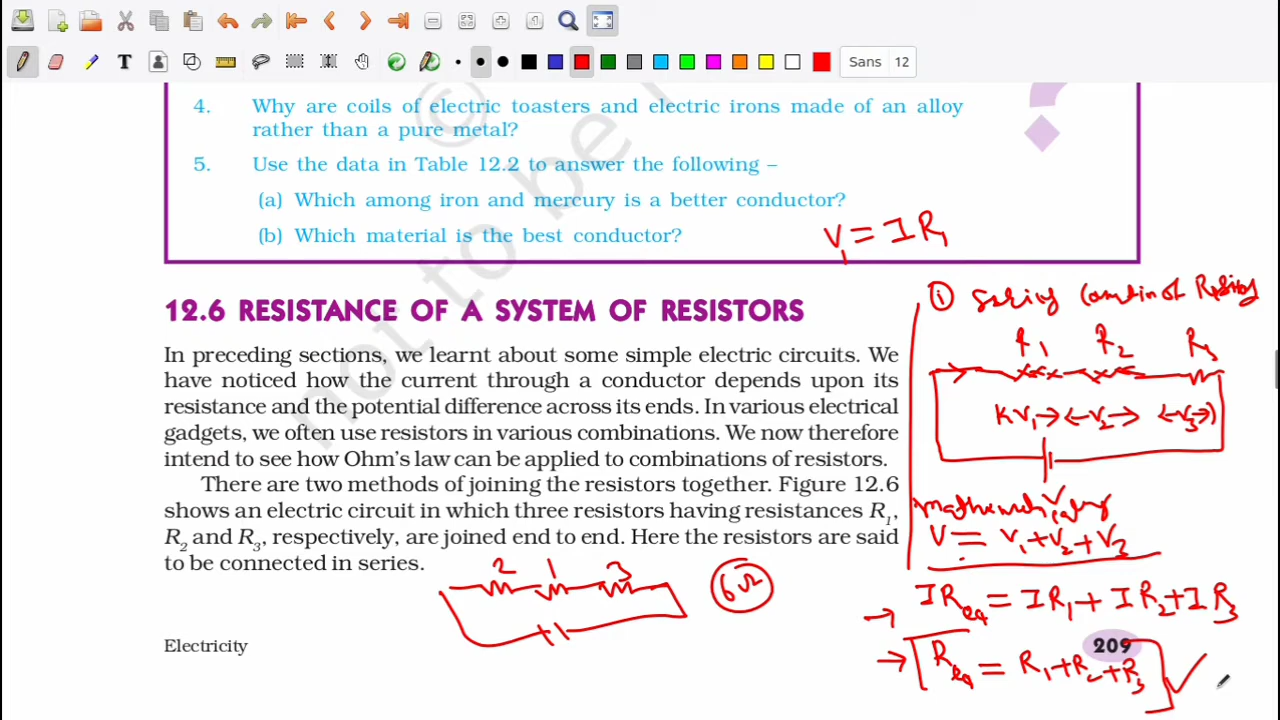 Sans 12
4. Why are coils of electric toasters and electric irons made of an alloy
rather than a pure metal?
5. Use the data in Table 12.2 to answer the following –
(a) Which among iron and mercury is a better conductor?
(b) Which material is the best conductor?
V₁ = IR₁
© not to be
12.6 RESISTANCE OF A SYSTEM OF RESISTORS
In preceding sections, we learnt about some simple electric circuits. We
have noticed how the current through a conductor depends upon its
resistance and the potential difference across its ends. In various electrical
gadgets, we often use resistors in various combinations. We now therefore
intend to see how Ohm's law can be applied to combinations of resistors.
There are two methods of joining the resistors together. Figure 12.6
shows an electric circuit in which three resistors having resistances R₁,
R₂ and R₃, respectively, are joined end to end. Here the resistors are said
to be connected in series.
2 1 3
6Ω
Electricity
209
① of
R₁ R₂ R₃
V₁ V₂ V₃
V
V = V₁+V₂+V₃
→ IReq = IR₁ + IR₂ + IR₃
→ Req = R₁+R₂+R₃ ✓